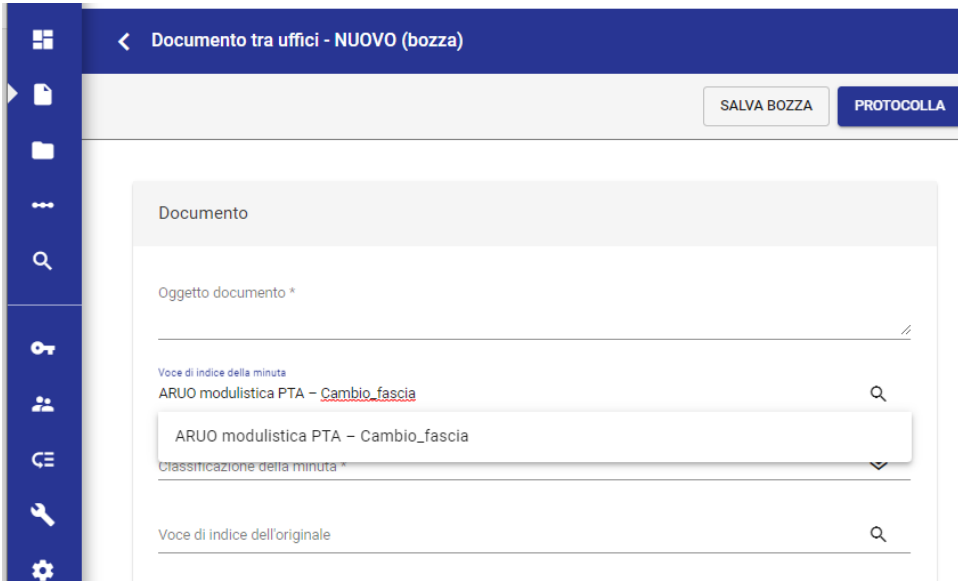 Documento tra uffici - NUOVO (bozza)
SALVA BOZZA
PROTOCOLLA
Documento
Oggetto documento *
Voce di indice della minuta
ARUO modulistica PTA – Cambio_fascia
ARUO modulistica PTA – Cambio_fascia
Classificazione della minuta *
Voce di indice dell'originale